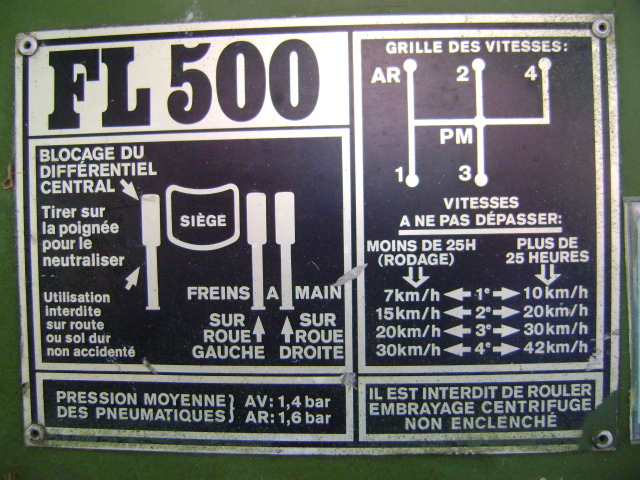 FL 500
BLOCAGE DU
DIFFÉRENTIEL
CENTRAL
Tirer sur
la poignée
pour le
neutraliser
Utilisation
interdite
sur route
ou sol dur
non accidenté
SIÈGE
FREINS A MAIN
SUR SUR
ROUE ROUE
GAUCHE DROITE
PRESSION MOYENNE AV: 1,4 bar
DES PNEUMATIQUES AR: 1,6 bar
GRILLE DES VITESSES:
AR 2 4
PM
1 3
VITESSES
A NE PAS DÉPASSER:
MOINS DE 25H PLUS DE
(RODAGE) 25 HEURES
7km/h 1e 10km/h
15km/h 2e 20km/h
20km/h 3e 30km/h
30km/h 4e 42km/h
IL EST INTERDIT DE ROULER
EMBRAYAGE CENTRIFUGE
NON ENCLENCHÉ